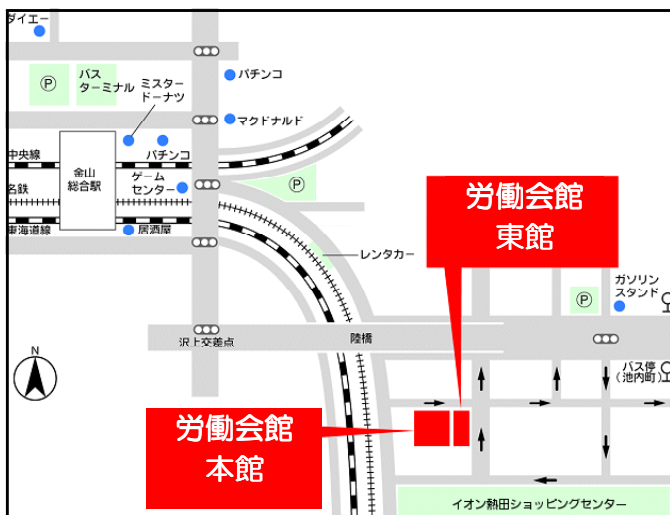 ダイエー
Ⓟ
バス
ターミナル
ミスター
ドーナツ
パチンコ
マクドナルド
中央線
金山
総合駅
パチンコ
名鉄
ゲーム
センター
Ⓟ
東海道線
居酒屋
レンタカー
労働会館
東館
ガソリン
スタンド
Ⓟ
沢上交差点
陸橋
N
バス停
(池内町)
労働会館
本館
イオン熱田ショッピングセンター